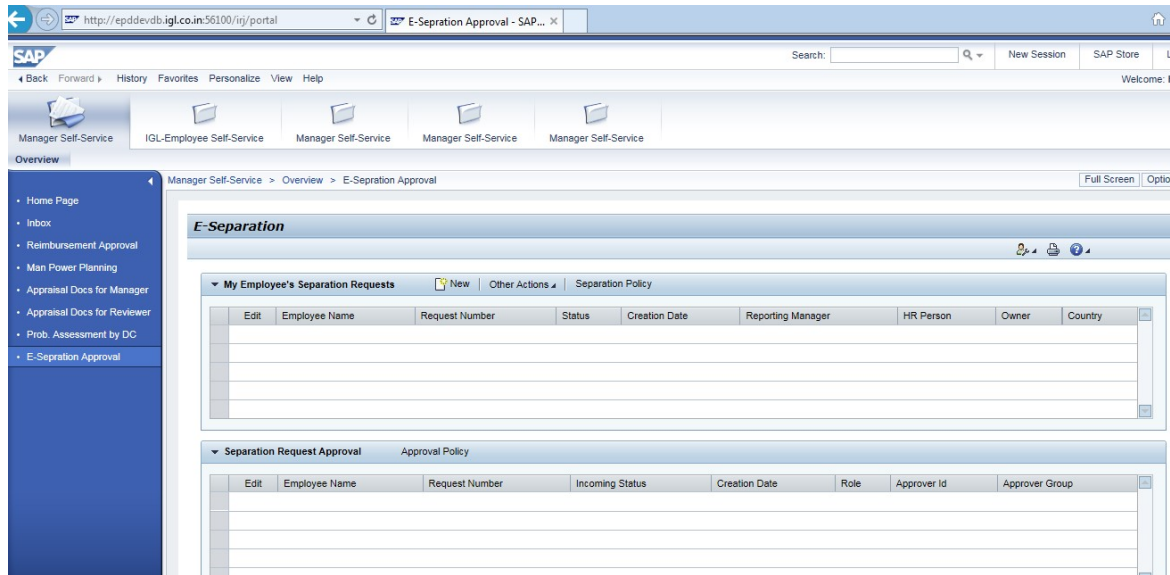 http://epddevdb.igl.co.in:56100/irj/portal E-Sepration Approval - SAP...
SAP Search: New Session SAP Store
Back Forward History Favorites Personalize View Help Welcome:
Manager Self-Service IGL-Employee Self-Service Manager Self-Service Manager Self-Service Manager Self-Service
Overview
Manager Self-Service > Overview > E-Sepration Approval Full Screen Optio
• Home Page
• Inbox
• Reimbursement Approval
• Man Power Planning
• Appraisal Docs for Manager
• Appraisal Docs for Reviewer
• Prob. Assessment by DC
• E-Sepration Approval
E-Separation
My Employee's Separation Requests New Other Actions Separation Policy
Edit Employee Name Request Number Status Creation Date Reporting Manager HR Person Owner Country
Separation Request Approval Approval Policy
Edit Employee Name Request Number Incoming Status Creation Date Role Approver Id Approver Group